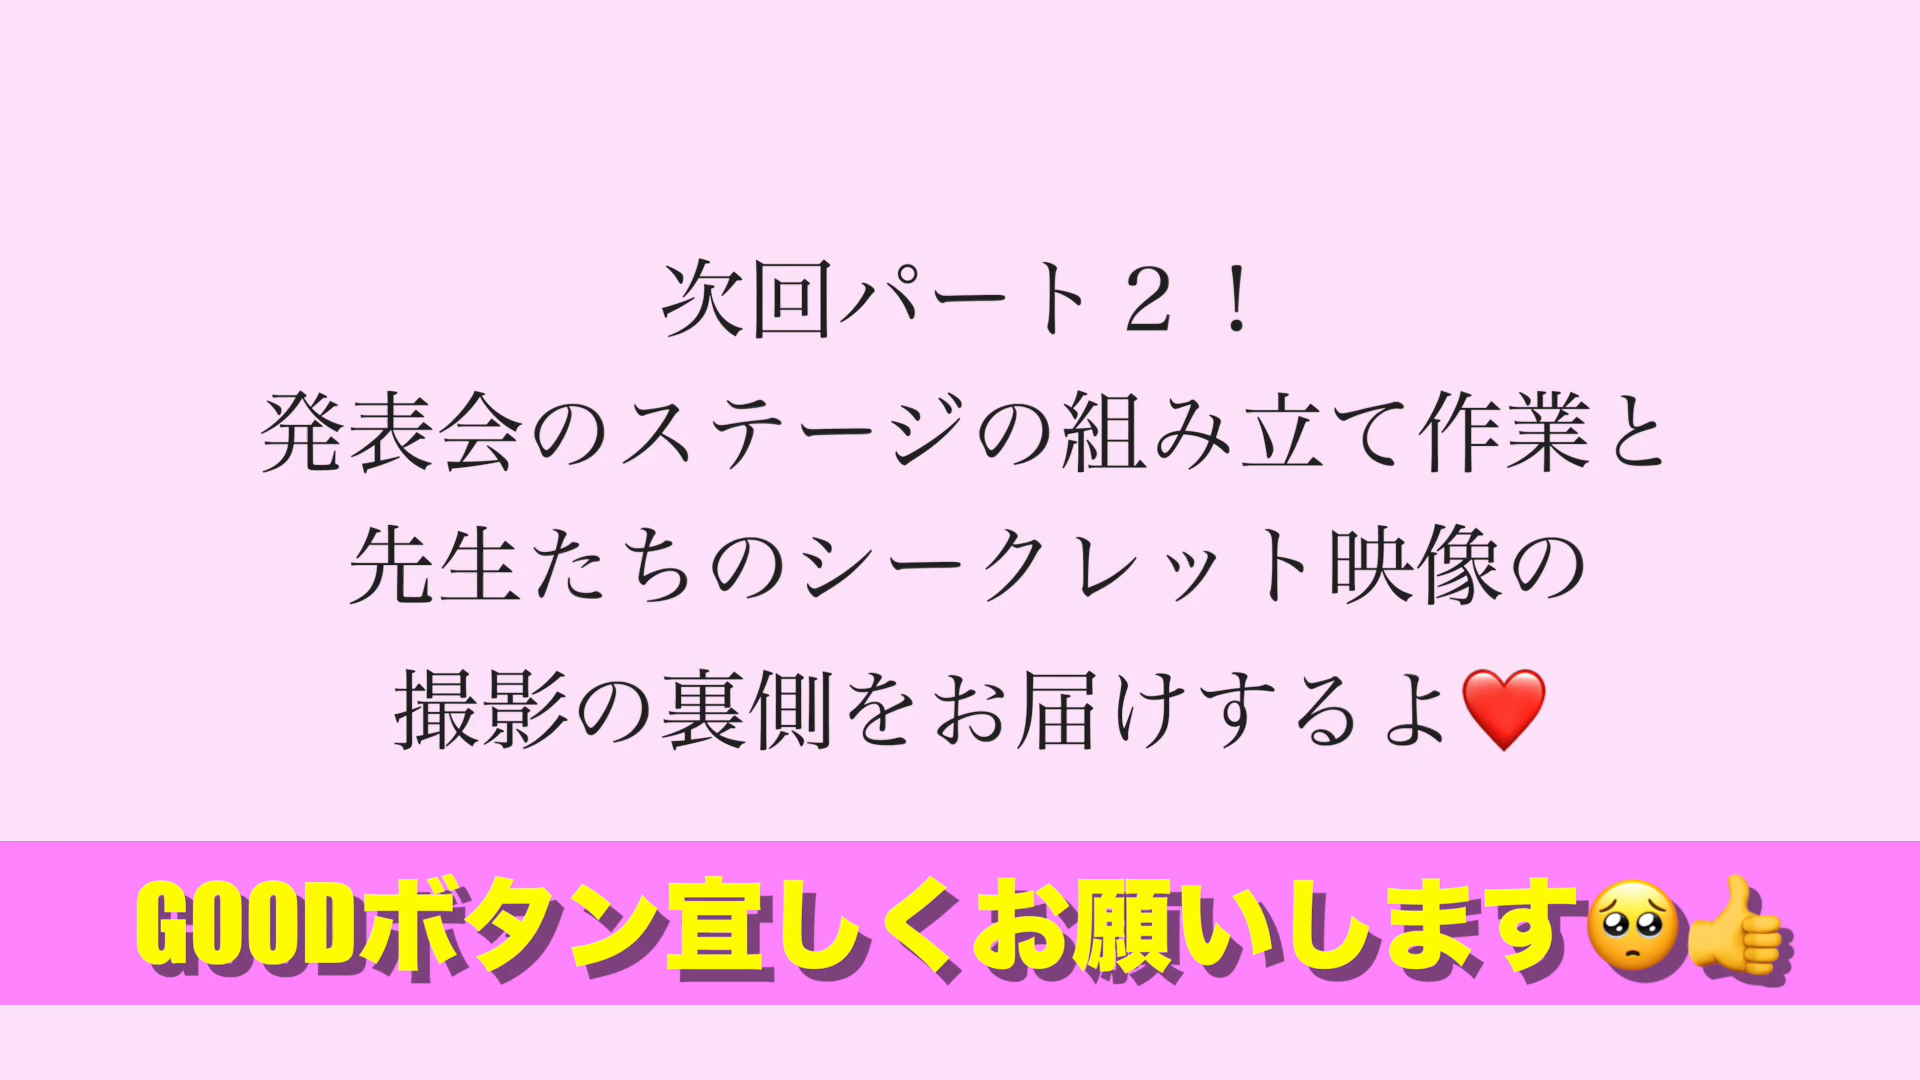 次回パート２！
発表会のステージの組み立て作業と
先生たちのシークレット映像の
撮影の裏側をお届けするよ❤️
GOODボタン宜しくお願いします🥺👍